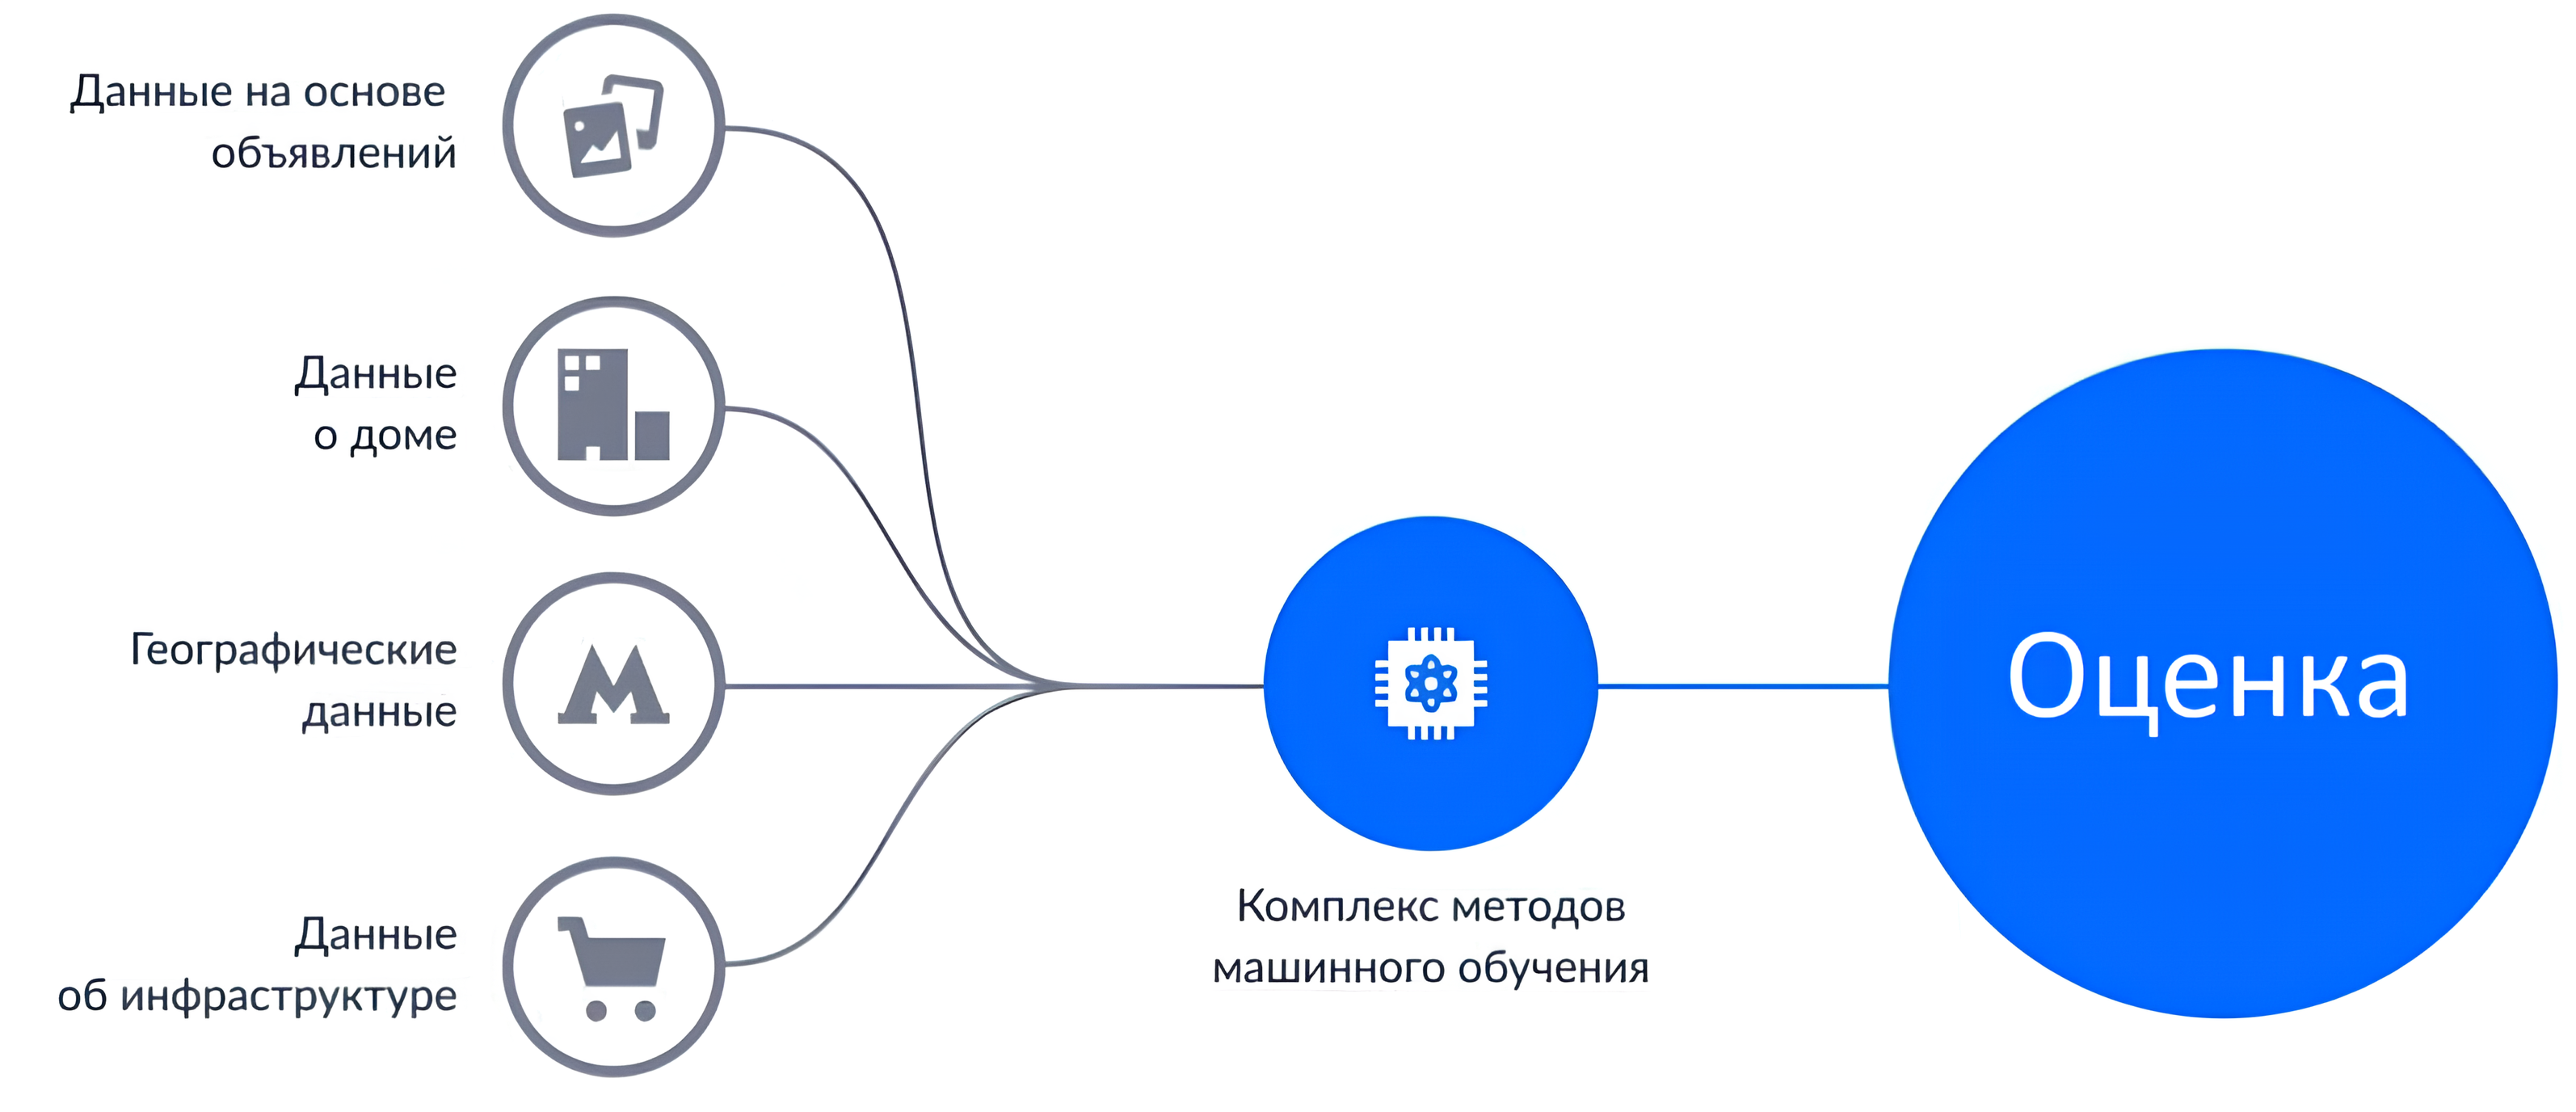 Данные на основе
объявлений
Данные
о доме
Географические
данные
Данные
об инфраструктуре
Комплекс методов
машинного обучения
Оценка